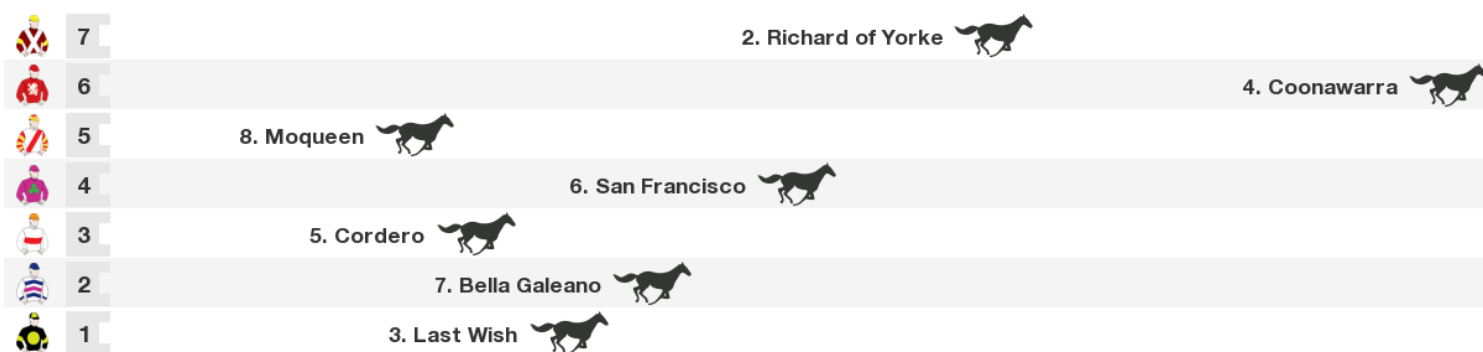 7 2. Richard of Yorke
6 4. Coonawarra
5 8. Moqueen
4 6. San Francisco
3 5. Cordero
2 7. Bella Galeano
1 3. Last Wish